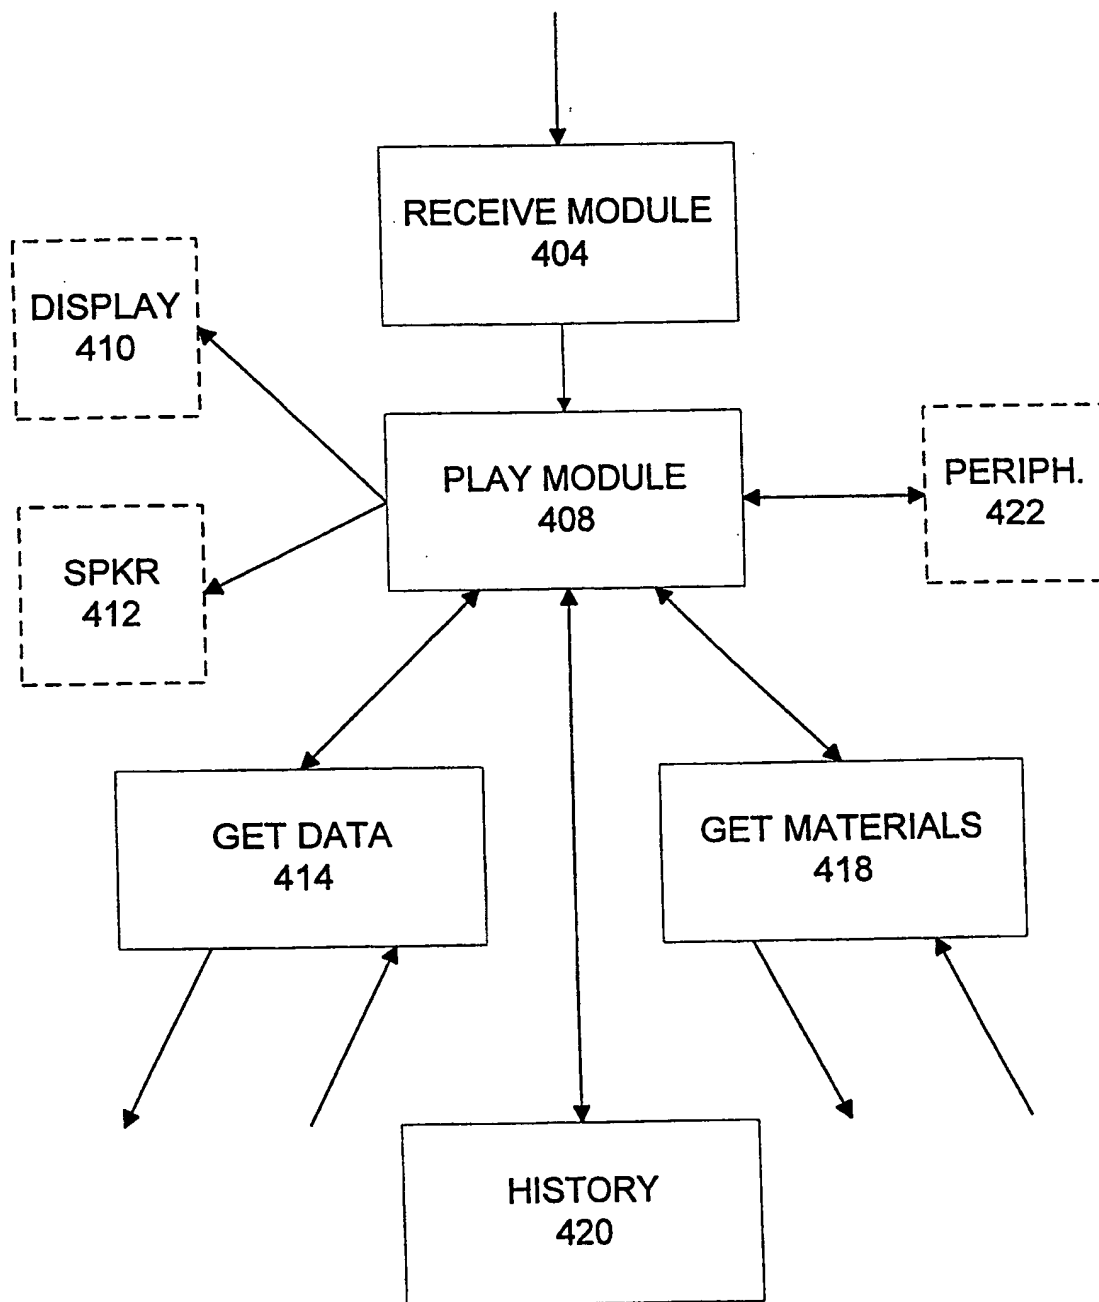 RECEIVE MODULE
404
DISPLAY
410
PLAY MODULE
408
PERIPH.
422
SPKR
412
GET DATA
414
GET MATERIALS
418
HISTORY
420